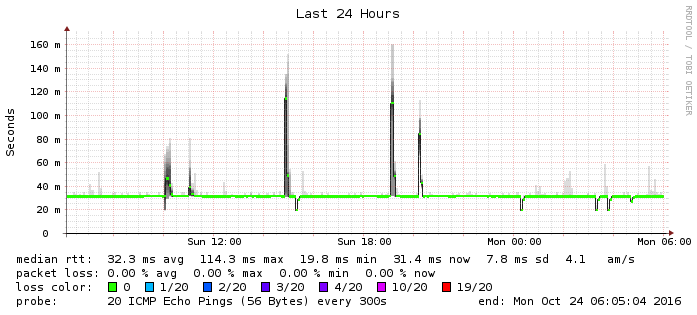 Last 24 Hours
RRDTOOL / TOBI OETIKER
Seconds
160 m
140 m
120 m
100 m
80 m
60 m
40 m
20 m
0
Sun 12:00 Sun 18:00 Mon 00:00 Mon 06:00
median rtt: 32.3 ms avg 114.3 ms max 19.8 ms min 31.4 ms now 7.8 ms sd 4.1 am/s
packet loss: 0.00 % avg 0.00 % max 0.00 % min 0.00 % now
loss color: 0 1/20 2/20 3/20 4/20 10/20 19/20
probe: 20 ICMP Echo Pings (56 Bytes) every 300s end: Mon Oct 24 06:05:04 2016